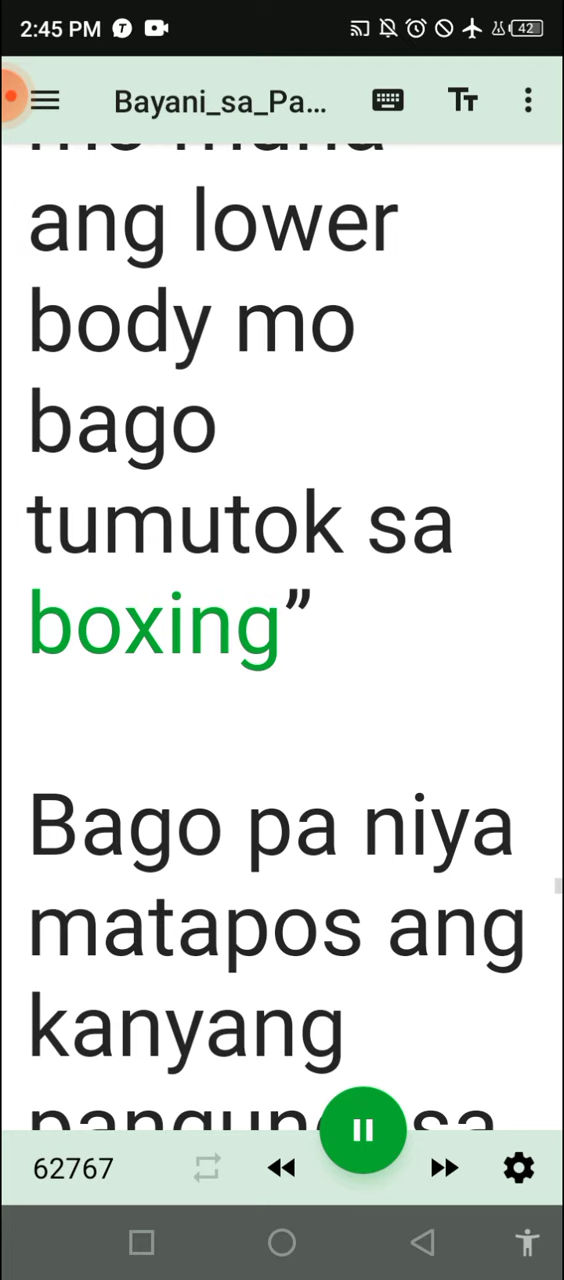 2:45 PM
42
Bayani_sa_Pa...
ang lower
body mo
bago
tumutok sa
boxing”
Bago pa niya
matapos ang
kanyang
62767